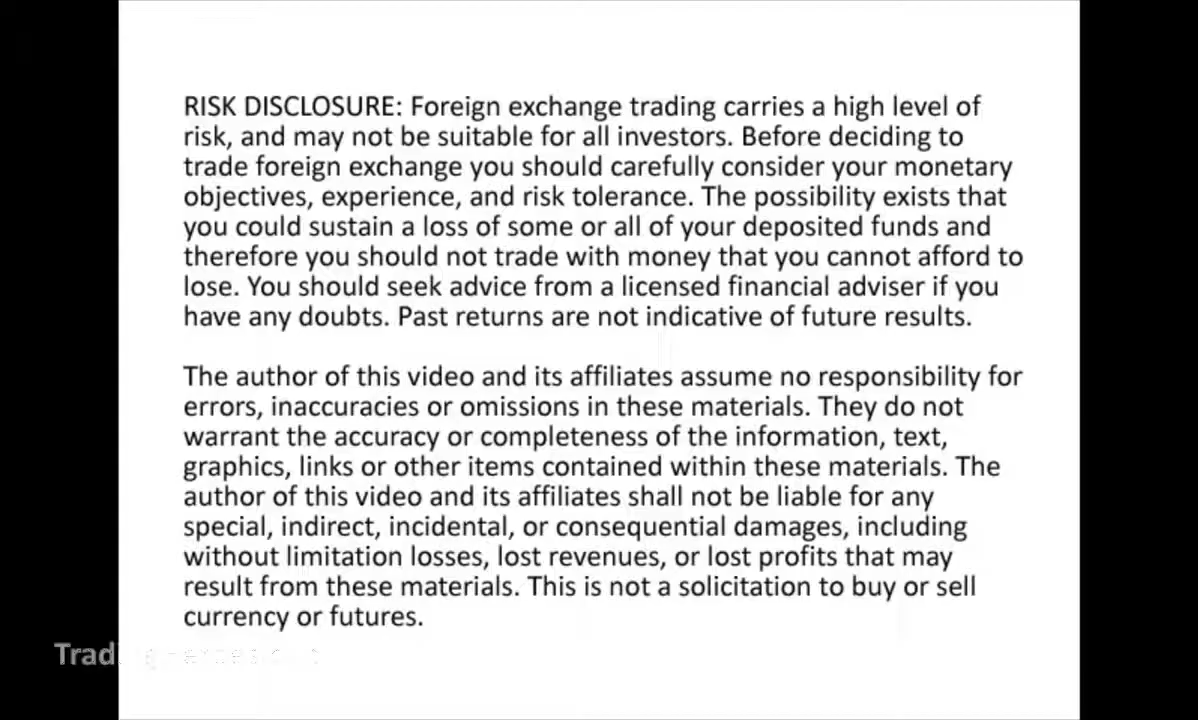 RISK DISCLOSURE: Foreign exchange trading carries a high level of
risk, and may not be suitable for all investors. Before deciding to
trade foreign exchange you should carefully consider your monetary
objectives, experience, and risk tolerance. The possibility exists that
you could sustain a loss of some or all of your deposited funds and
therefore you should not trade with money that you cannot afford to
lose. You should seek advice from a licensed financial adviser if you
have any doubts. Past returns are not indicative of future results.
The author of this video and its affiliates assume no responsibility for
errors, inaccuracies or omissions in these materials. They do not
warrant the accuracy or completeness of the information, text,
graphics, links or other items contained within these materials. The
author of this video and its affiliates shall not be liable for any
special, indirect, incidental, or consequential damages, including
without limitation losses, lost revenues, or lost profits that may
result from these materials. This is not a solicitation to buy or sell
currency or futures.